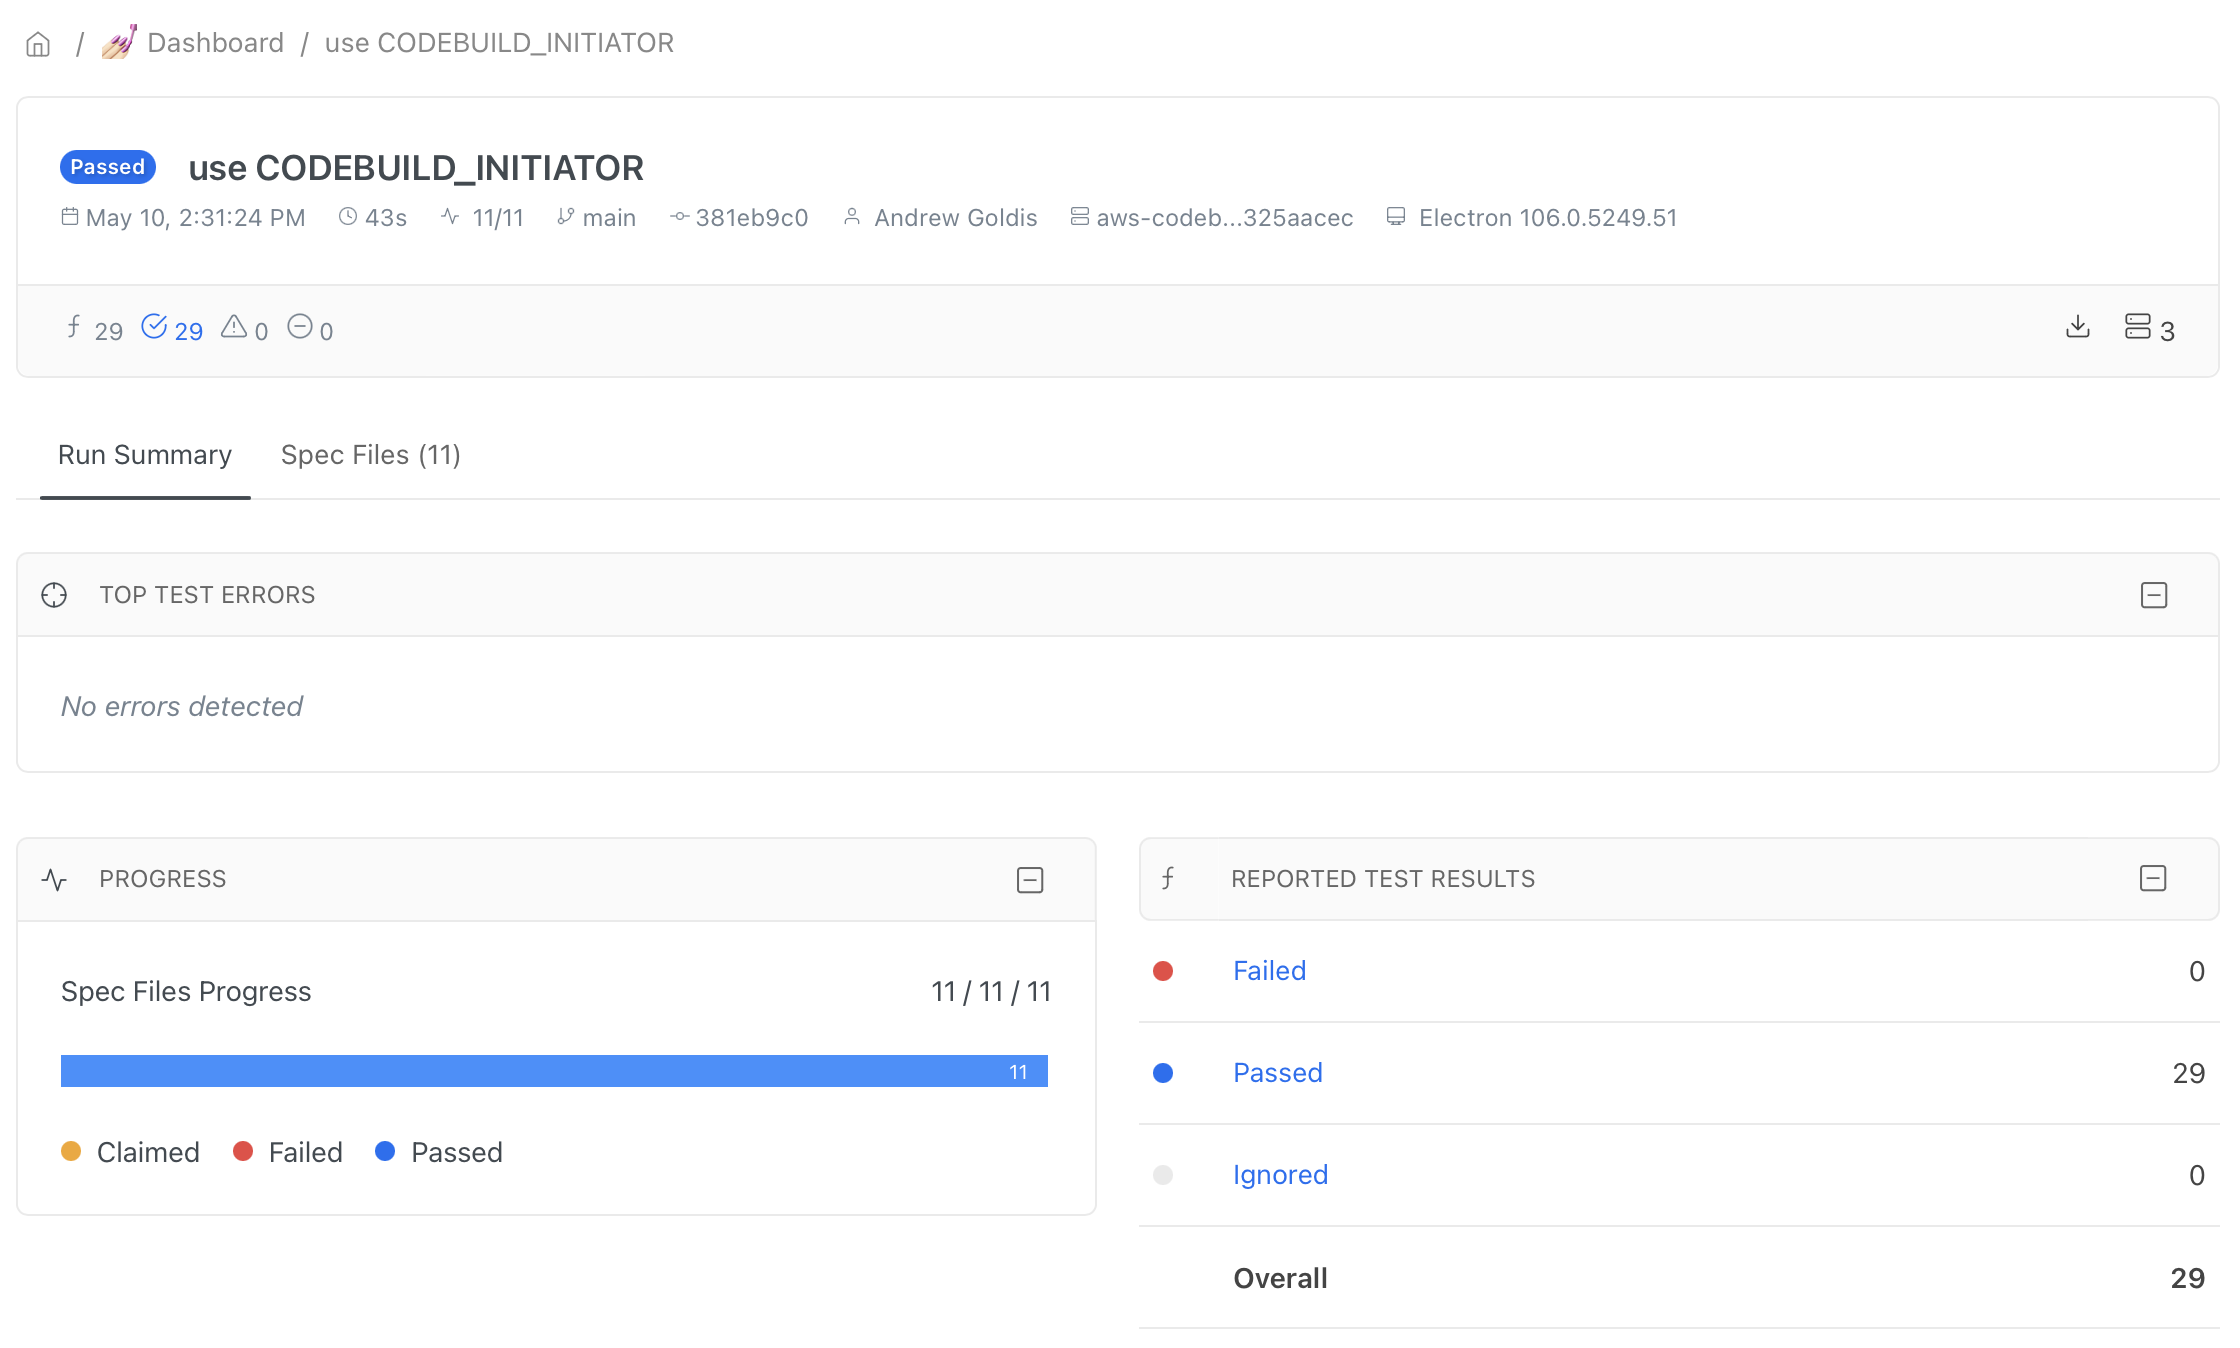 / Dashboard / use CODEBUILD_INITIATOR
Passed use CODEBUILD_INITIATOR
May 10, 2:31:24 PM 43s 11/11 main 381eb9c0 Andrew Goldis aws-codeb...325aacec Electron 106.0.5249.51
29 29 0 0 3
Run Summary Spec Files (11)
TOP TEST ERRORS
No errors detected
PROGRESS
Spec Files Progress 11 / 11 / 11
11
Claimed Failed Passed
REPORTED TEST RESULTS
Failed 0
Passed 29
Ignored 0
Overall 29